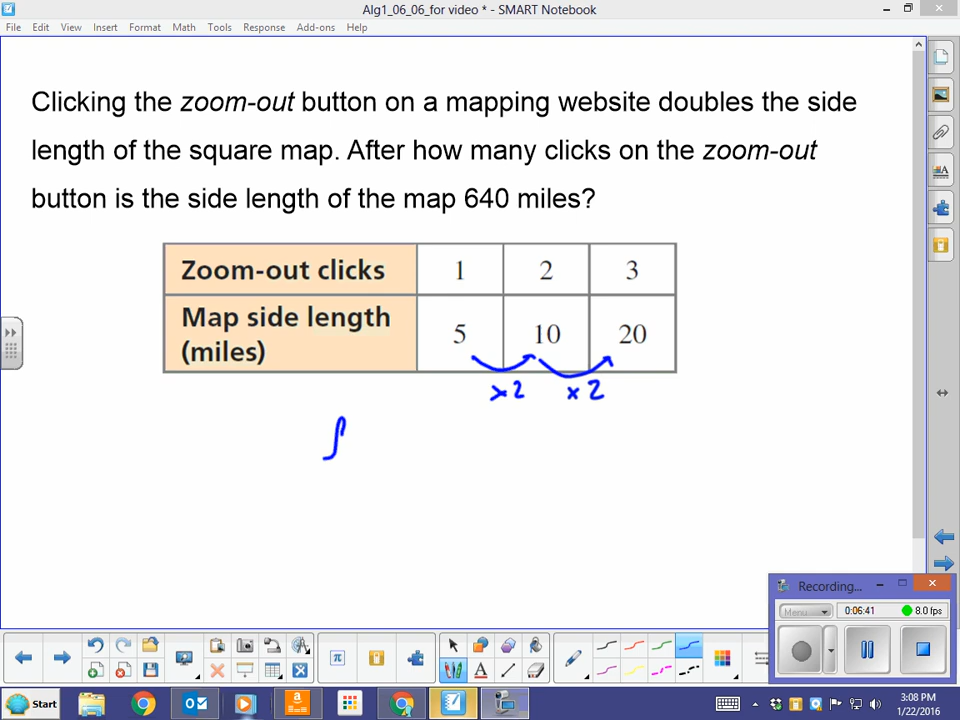 Alg1_06_06_for video * - SMART Notebook
File Edit View Insert Format Math Tools Response Add-ons Help
Clicking the zoom-out button on a mapping website doubles the side
length of the square map. After how many clicks on the zoom-out
button is the side length of the map 640 miles?
Zoom-out clicks 1 2 3
Map side length
(miles) 5 10 20
×2 ×2
Recording...
Menu 0:06:41 8.0 fps
A
Start
3:08 PM
1/22/2016